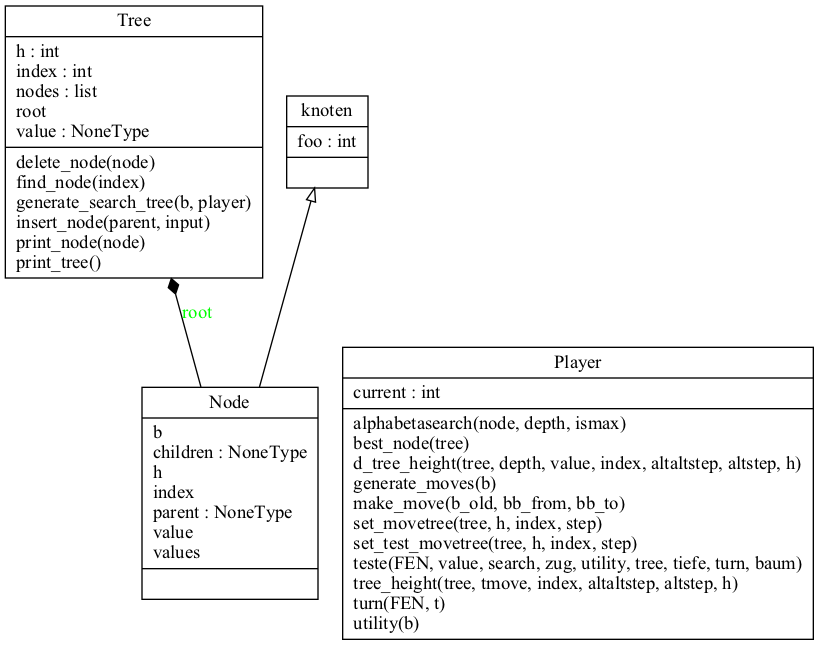 Tree
h : int
index : int
nodes : list
root
value : NoneType
delete_node(node)
find_node(index)
generate_search_tree(b, player)
insert_node(parent, input)
print_node(node)
print_tree()
knoten
foo : int
root
Node
b
children : NoneType
h
index
parent : NoneType
value
values
Player
current : int
alphabetasearch(node, depth, ismax)
best_node(tree)
d_tree_height(tree, depth, value, index, altaltstep, altstep, h)
generate_moves(b)
make_move(b_old, bb_from, bb_to)
set_movetree(tree, h, index, step)
set_test_movetree(tree, h, index, step)
teste(FEN, value, search, zug, utility, tree, tiefe, turn, baum)
tree_height(tree, tmove, index, altaltstep, altstep, h)
turn(FEN, t)
utility(b)